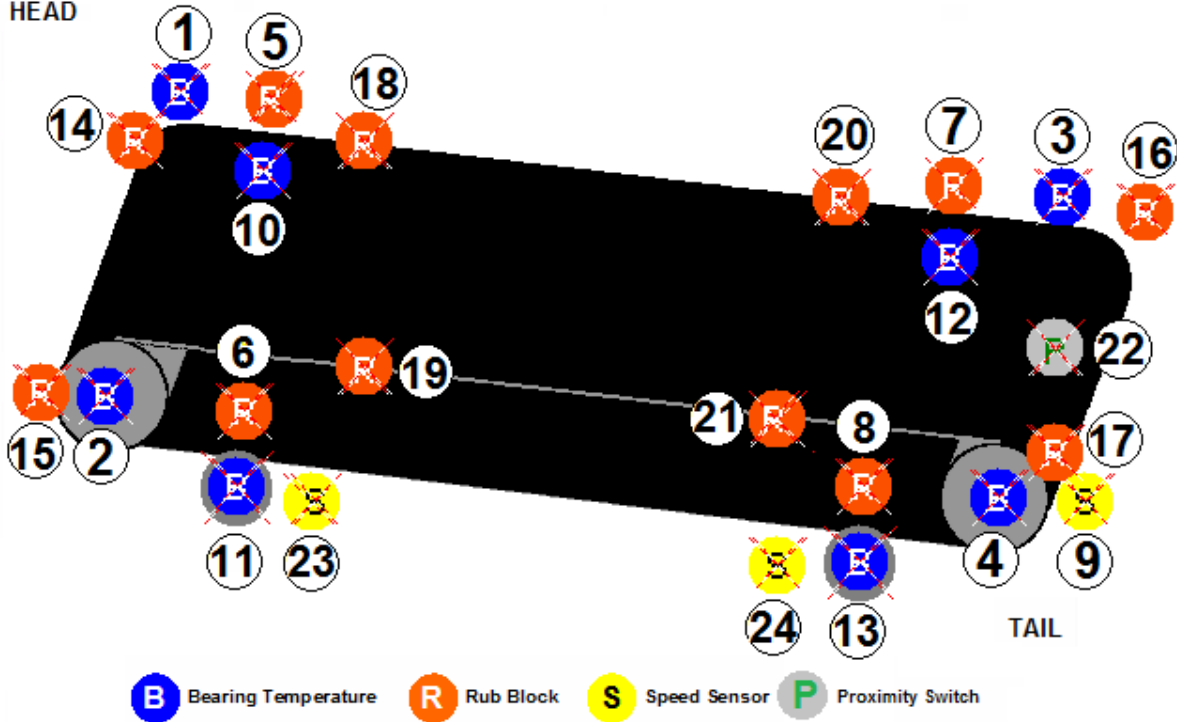 HEAD
1
5
18
14
B
R
R
R
20
7
3
16
R
R
B
R
B
10
B
12
P
22
6
R
19
R
B
R
21
R
8
R
17
15
2
B
S
R
B
S
11
23
S
B
4
9
24
13
TAIL
B Bearing Temperature R Rub Block S Speed Sensor P Proximity Switch